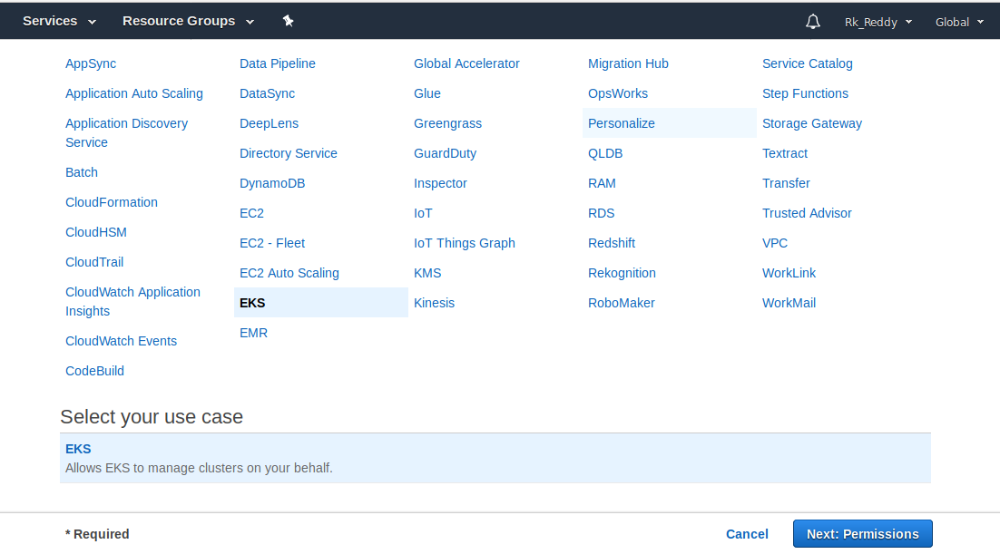 Services Resource Groups Rk_Reddy Global
AppSync
Application Auto Scaling
Application Discovery
Service
Batch
CloudFormation
CloudHSM
CloudTrail
CloudWatch Application
Insights
CloudWatch Events
CodeBuild
Data Pipeline
DataSync
DeepLens
Directory Service
DynamoDB
EC2
EC2 - Fleet
EC2 Auto Scaling
EKS
EMR
Global Accelerator
Glue
Greengrass
GuardDuty
Inspector
IoT
IoT Things Graph
KMS
Kinesis
Migration Hub
OpsWorks
Personalize
QLDB
RAM
RDS
Redshift
Rekognition
RoboMaker
Service Catalog
Step Functions
Storage Gateway
Textract
Transfer
Trusted Advisor
VPC
WorkLink
WorkMail
Select your use case
EKS
Allows EKS to manage clusters on your behalf.
* Required Cancel Next: Permissions